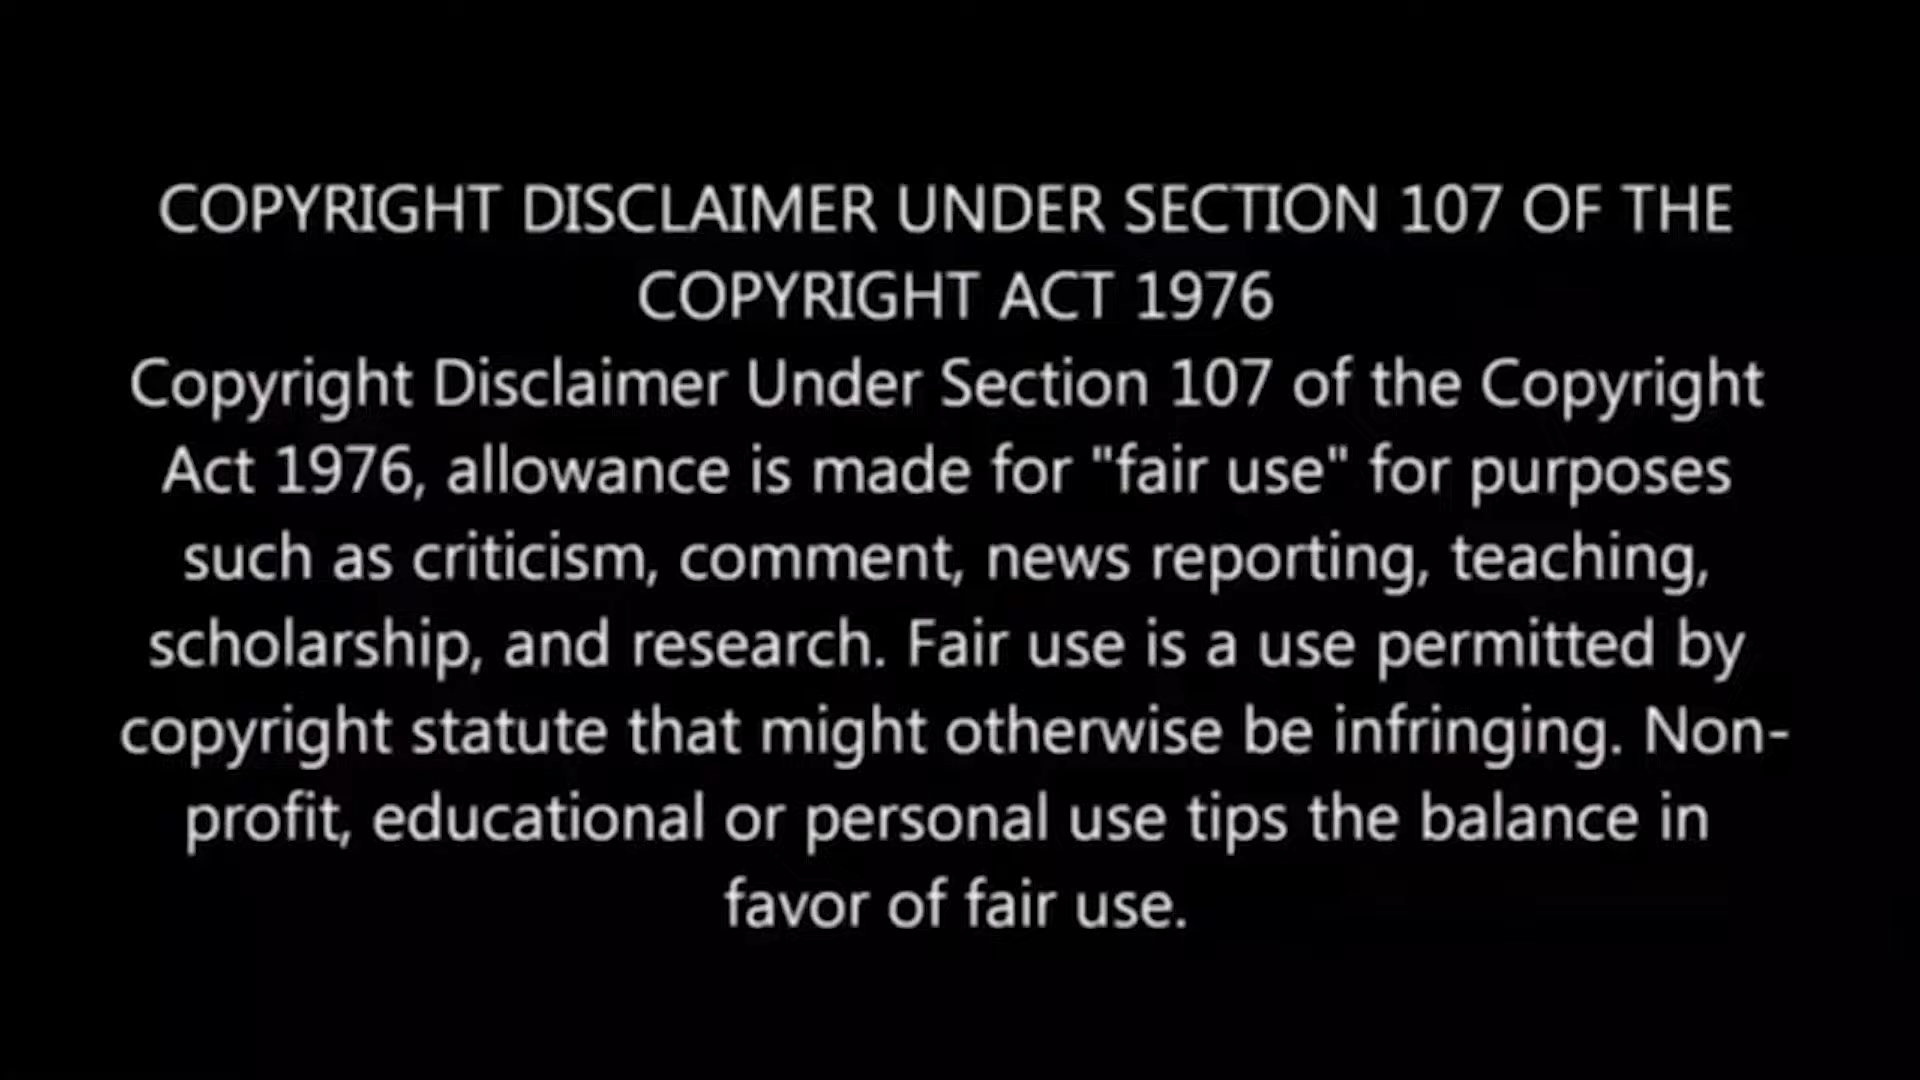 COPYRIGHT DISCLAIMER UNDER SECTION 107 OF THE
COPYRIGHT ACT 1976
Copyright Disclaimer Under Section 107 of the Copyright
Act 1976, allowance is made for "fair use" for purposes
such as criticism, comment, news reporting, teaching,
scholarship, and research. Fair use is a use permitted by
copyright statute that might otherwise be infringing. Non-
profit, educational or personal use tips the balance in
favor of fair use.